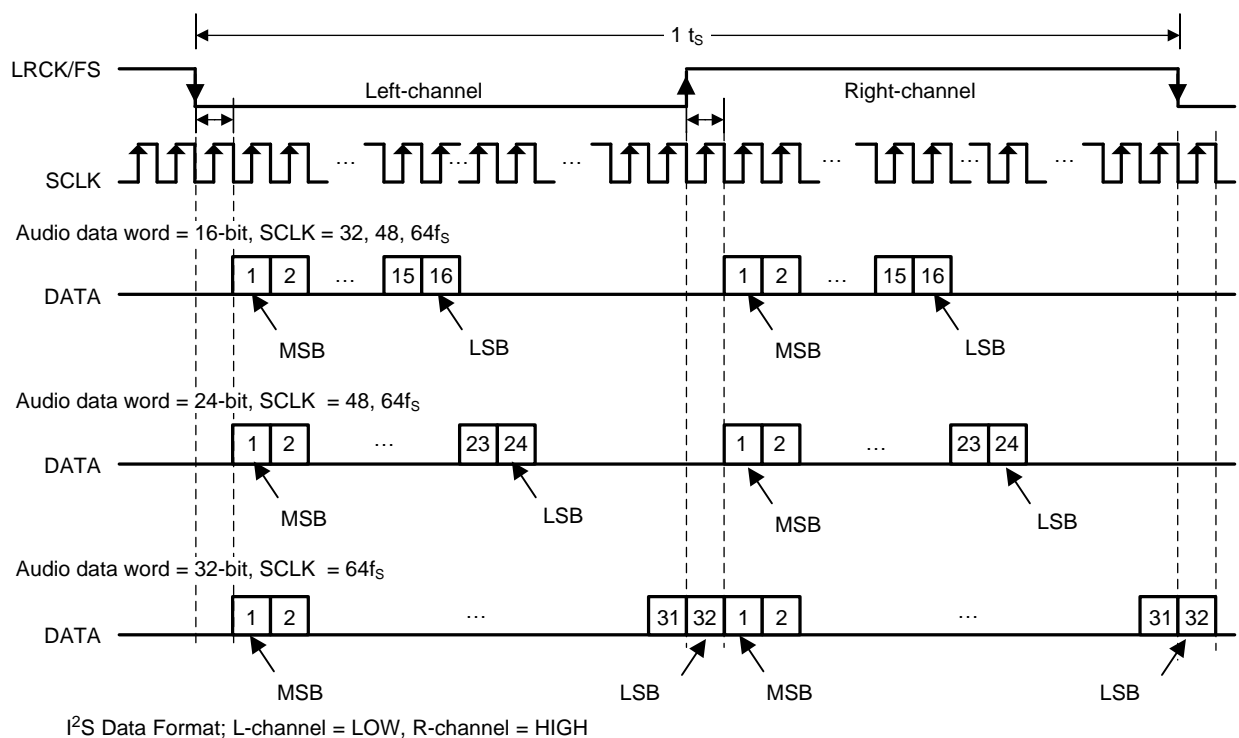 1 tS
LRCK/FS
Left-channel
Right-channel
SCLK
… … … … … …
Audio data word = 16-bit, SCLK = 32, 48, 64fS
DATA
1 2 … 15 16 1 2 … 15 16
MSB LSB MSB LSB
Audio data word = 24-bit, SCLK = 48, 64fS
DATA
1 2 … 23 24 1 2 … 23 24
MSB LSB MSB LSB
Audio data word = 32-bit, SCLK = 64fS
DATA
1 2 … 31 32 1 2 … 31 32
MSB LSB MSB LSB
I²S Data Format; L-channel = LOW, R-channel = HIGH